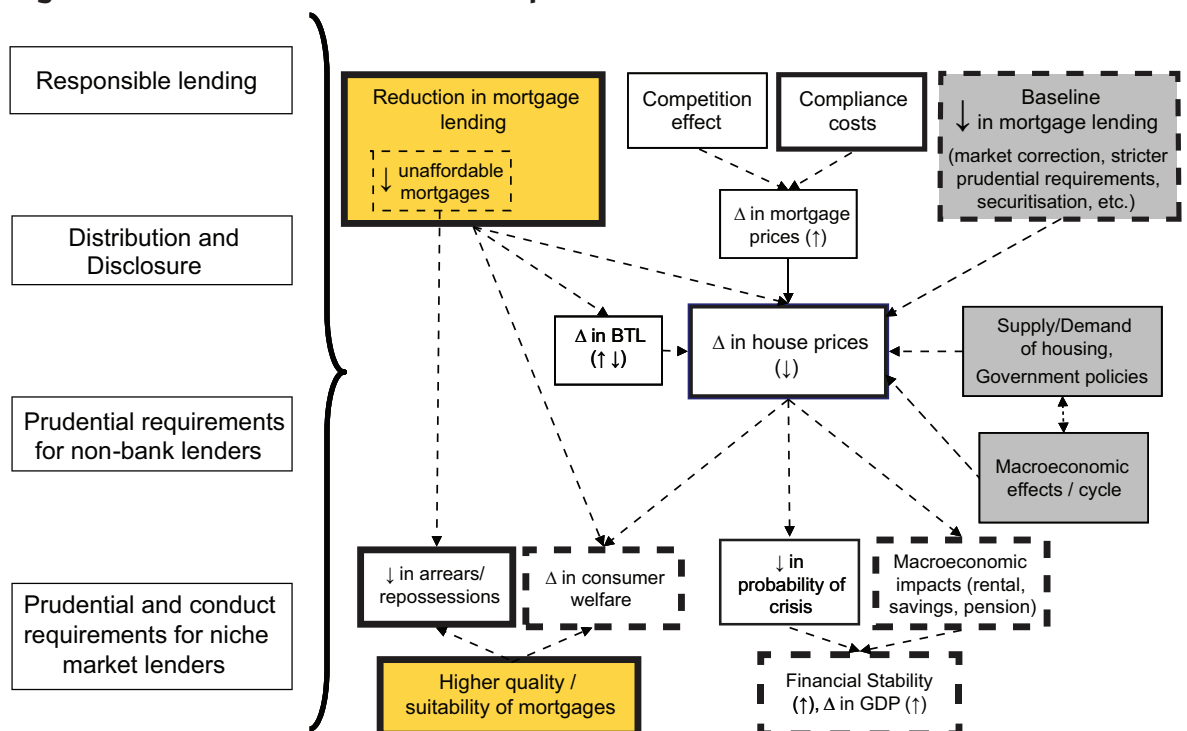 Responsible lending
Distribution and
Disclosure
Prudential requirements
for non-bank lenders
Prudential and conduct
requirements for niche
market lenders
Reduction in mortgage
lending
↓ unaffordable
mortgages
Competition
effect
Compliance
costs
Baseline
↓ in mortgage lending
(market correction, stricter
prudential requirements,
securitisation, etc.)
Δ in mortgage
prices (↑)
Δ in BTL
(↑ ↓)
Δ in house prices
(↓)
Supply/Demand
of housing,
Government policies
Macroeconomic
effects / cycle
↓ in arrears/
repossessions
Δ in consumer
welfare
↓ in
probability of
crisis
Macroeconomic
impacts (rental,
savings, pension)
Higher quality /
suitability of mortgages
Financial Stability
(↑), Δ in GDP (↑)